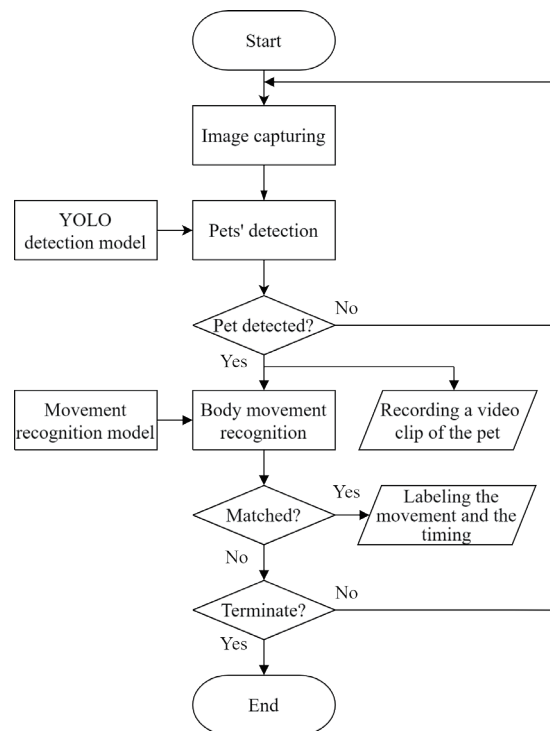 Start
Image capturing
YOLO
detection model
Pets' detection
Pet detected?
No
Yes
Movement
recognition model
Body movement
recognition
Recording a video
clip of the pet
Matched?
Yes
Labeling the
movement and the
timing
No
Terminate?
No
Yes
End